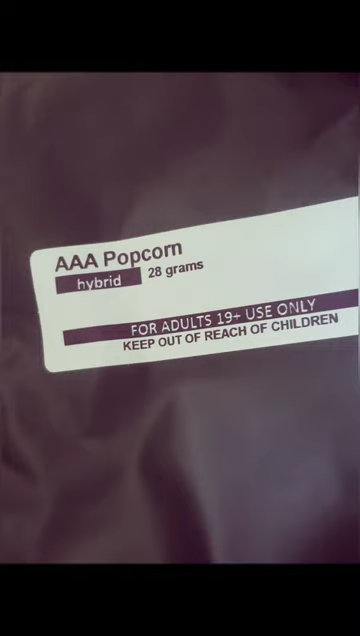 AAA Popcorn
hybrid 28 grams
FOR ADULTS 19+ USE ONLY
KEEP OUT OF REACH OF CHILDREN